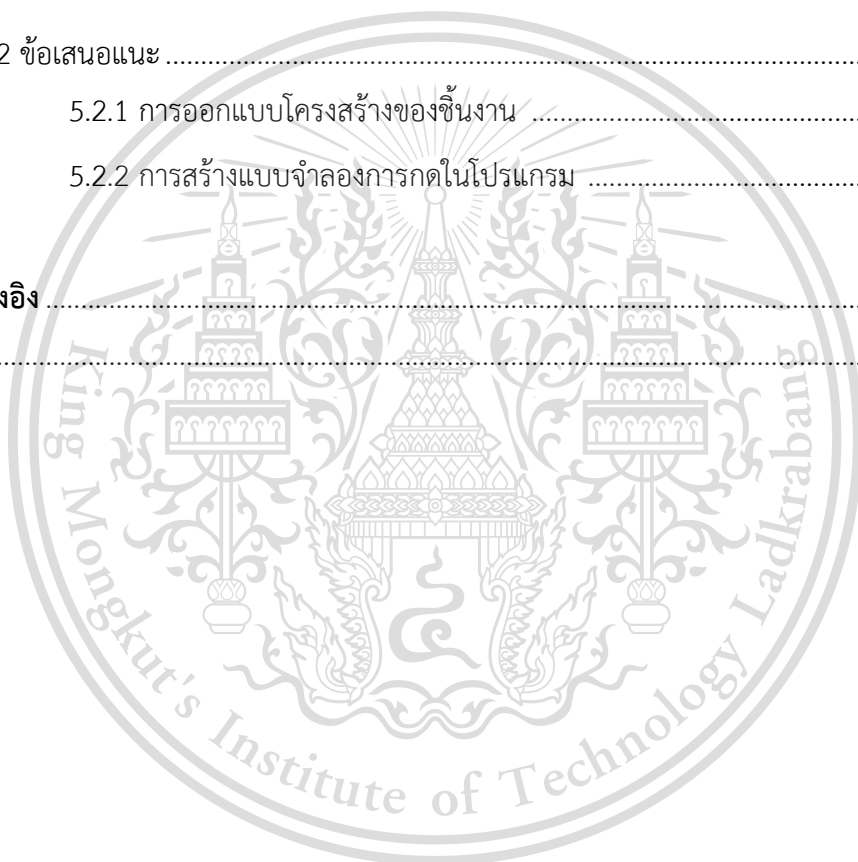 2 ข้อเสนอแนะ ........................................................................
5.2.1 การออกแบบโครงสร้างของชิ้นงาน ........................................
5.2.2 การสร้างแบบจำลองการกดในโปรแกรม ........................................
งอิง ........................................................................
........................................................................
King Mongkut's Institute of Technology Ladkrabang